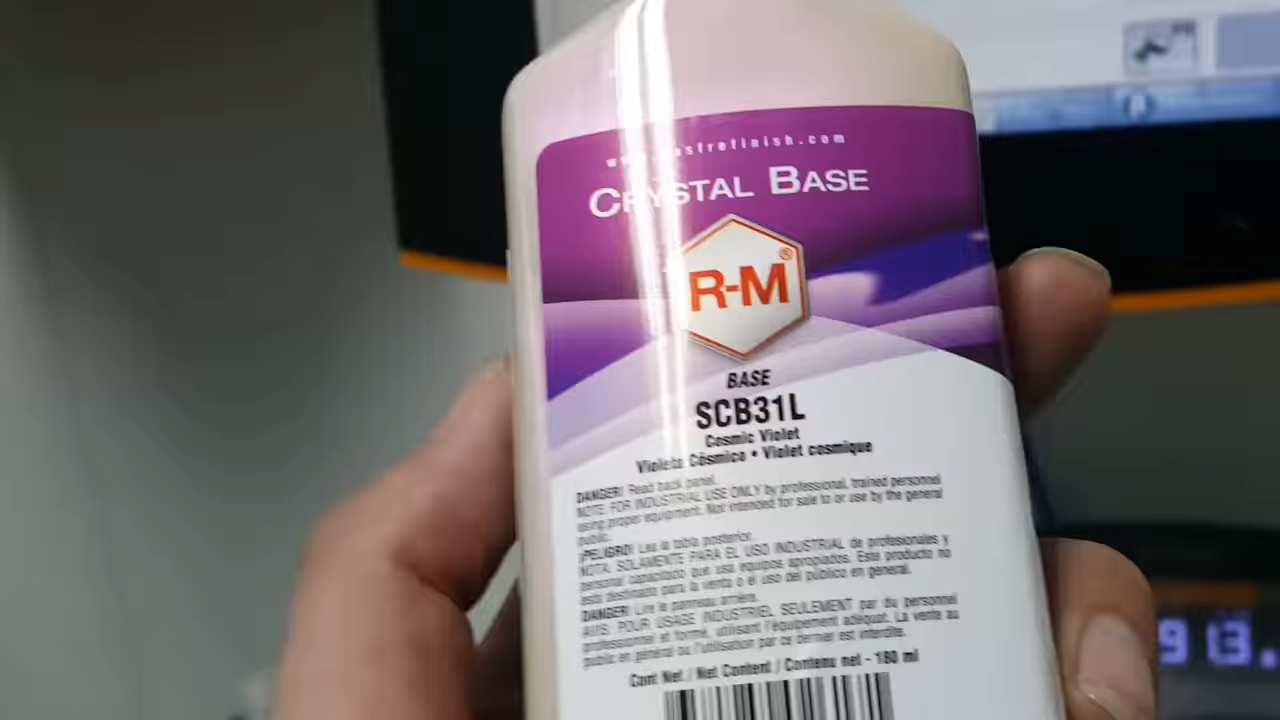 CRYSTAL BASE
R-M®
BASE
SCB31L
Cosmic Violet
Violeta Cósmico • Violet cosmique
DANGER! Read back panel.
NOTE: FOR INDUSTRIAL USE ONLY by professional, trained personnel
using proper equipment. Not intended for sale to or use by the general
public.
¡PELIGRO! Lea la tabla posterior.
NOTA: SOLAMENTE PARA EL USO INDUSTRIAL de profesionales y
personal capacitado que usa equipos apropiados. Este producto no
está destinado para la venta o el uso del público en general.
DANGER! Lire le panneau arrière.
AVIS: POUR USAGE INDUSTRIEL SEULEMENT par du personnel
professionnel et formé, utilisant l'équipement adéquat. La vente au
public en général ou l'utilisation par ce dernier est interdite.
Cont Net / Net Content / Contenu net - 180 ml